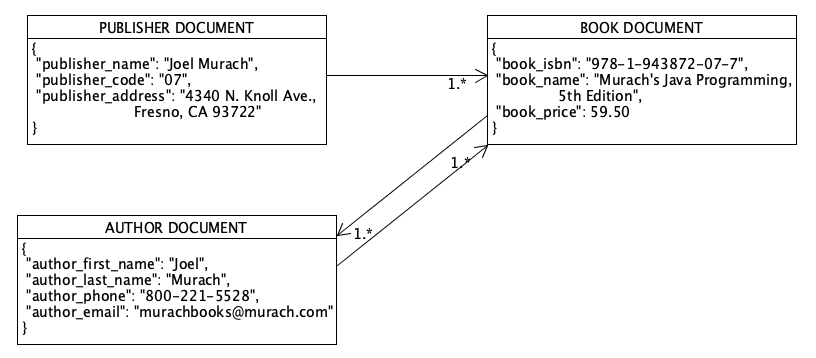 PUBLISHER DOCUMENT
{
"publisher_name": "Joel Murach",
"publisher_code": "07",
"publisher_address": "4340 N. Knoll Ave.,
Fresno, CA 93722"
}
1.*
BOOK DOCUMENT
{
"book_isbn": "978-1-943872-07-7",
"book_name": "Murach's Java Programming,
5th Edition",
"book_price": 59.50
}
1.*
1.*
AUTHOR DOCUMENT
{
"author_first_name": "Joel",
"author_last_name": "Murach",
"author_phone": "800-221-5528",
"author_email": "murachbooks@murach.com"
}